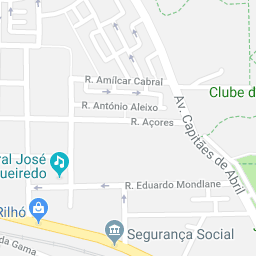 R. Amílcar Cabral
Clube d
R. António Aleixo
R. Açores
Av. Capitães de Abril
ral José
ueiredo
R. Eduardo Mondlane
Rilhó
Segurança Social
da Gama